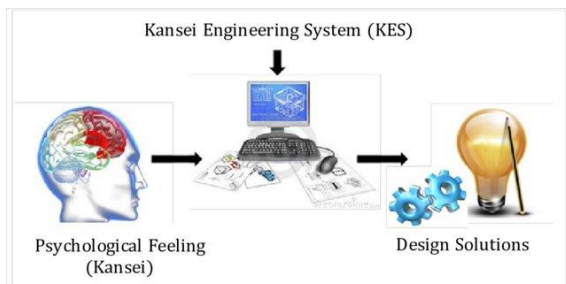 Kansei Engineering System (KES)
Psychological Feeling
(Kansei)
Design Solutions